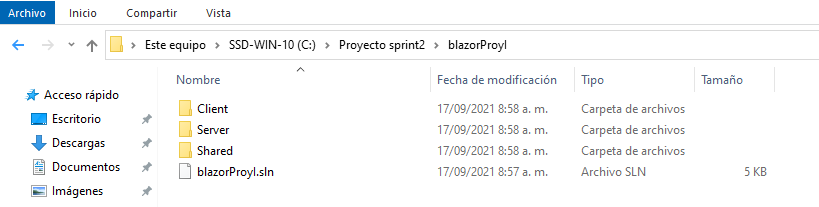 Archivo Inicio Compartir Vista
Este equipo > SSD-WIN-10 (C:) > Proyecto sprint2 > blazorProyI
Nombre Fecha de modificación Tipo Tamaño
Acceso rápido
Escritorio
Descargas
Documentos
Imágenes
Client 17/09/2021 8:58 a. m. Carpeta de archivos
Server 17/09/2021 8:58 a. m. Carpeta de archivos
Shared 17/09/2021 8:58 a. m. Carpeta de archivos
blazorProyI.sln 17/09/2021 8:57 a. m. Archivo SLN 5 KB